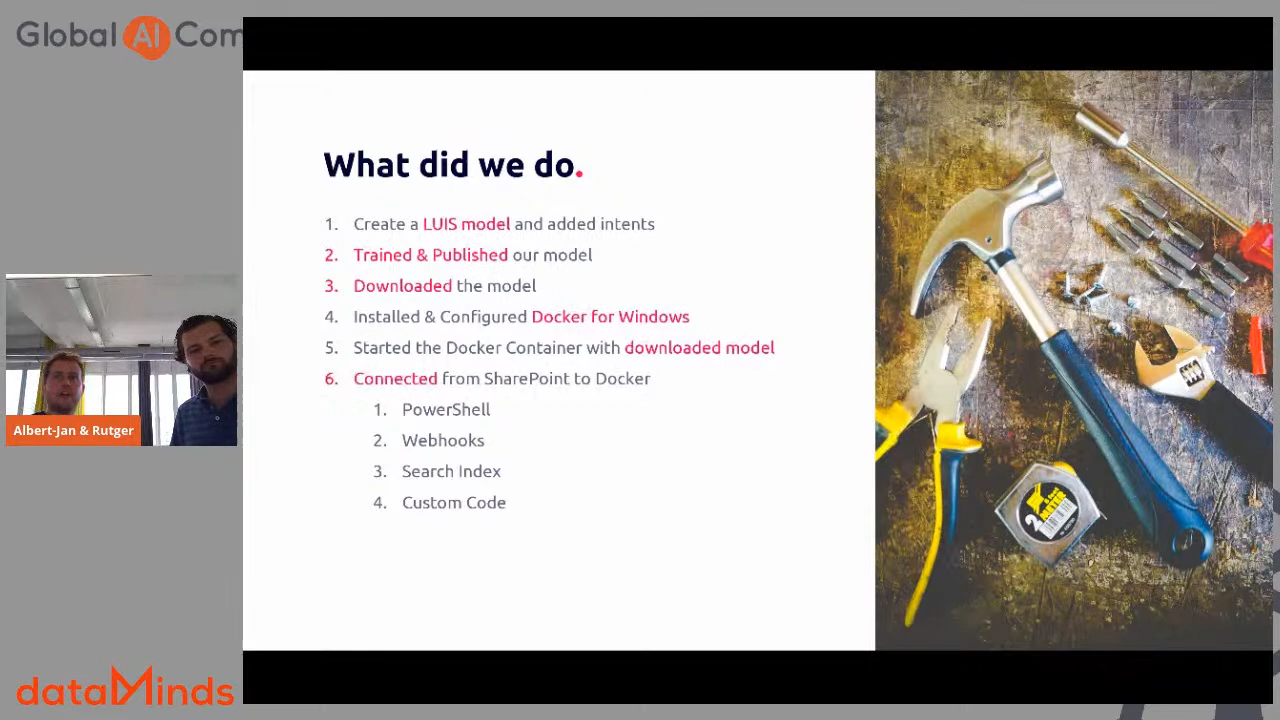 Global AI Com
What did we do.
1. Create a LUIS model and added intents
2. Trained & Published our model
3. Downloaded the model
4. Installed & Configured Docker for Windows
5. Started the Docker Container with downloaded model
6. Connected from SharePoint to Docker
1. PowerShell
2. Webhooks
3. Search Index
4. Custom Code
Albert-Jan & Rutger
2
METER
dataMinds